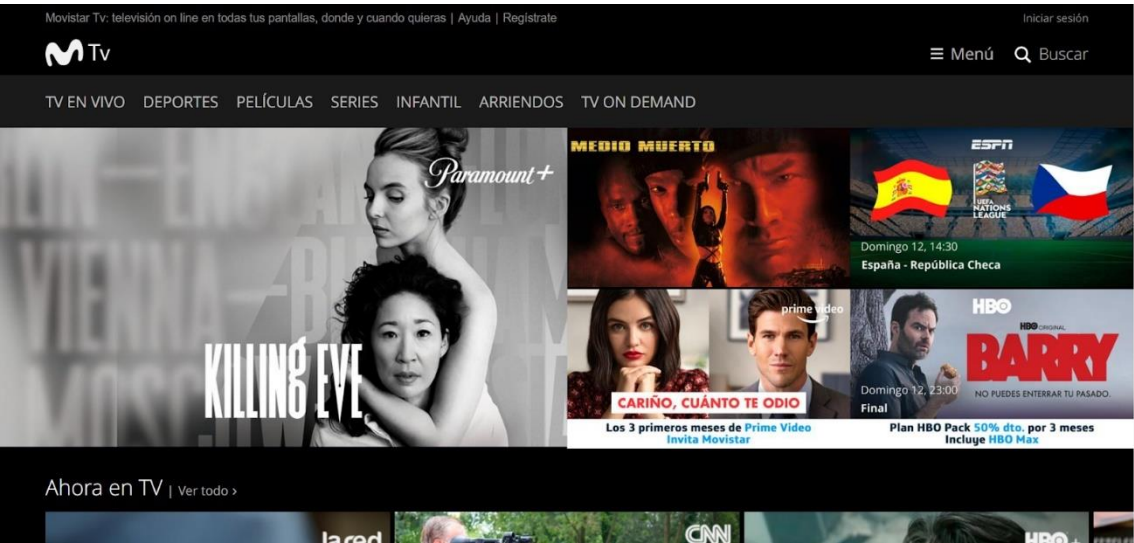 Movistar Tv: televisión on line en todas tus pantallas, donde y cuando quieras | Ayuda | Regístrate
Iniciar sesión
Tv
Menú
Buscar
TV EN VIVO DEPORTES PELÍCULAS SERIES INFANTIL ARRIENDOS TV ON DEMAND
Paramount+
KILLING EVE
MEDIO MUERTO
ESPN
UEFA
NATIONS
LEAGUE
Domingo 12, 14:30
España - República Checa
prime video
CARIÑO, CUÁNTO TE ODIO
Los 3 primeros meses de Prime Video
Invita Movistar
HBO
HBO ORIGINAL
BARRY
NO PUEDES ENTERRAR TU PASADO.
Domingo 12, 23:00
Final
Plan HBO Pack 50% dto. por 3 meses
Incluye HBO Max
Ahora en TV | Ver todo ›
la red
CNN
HBO+